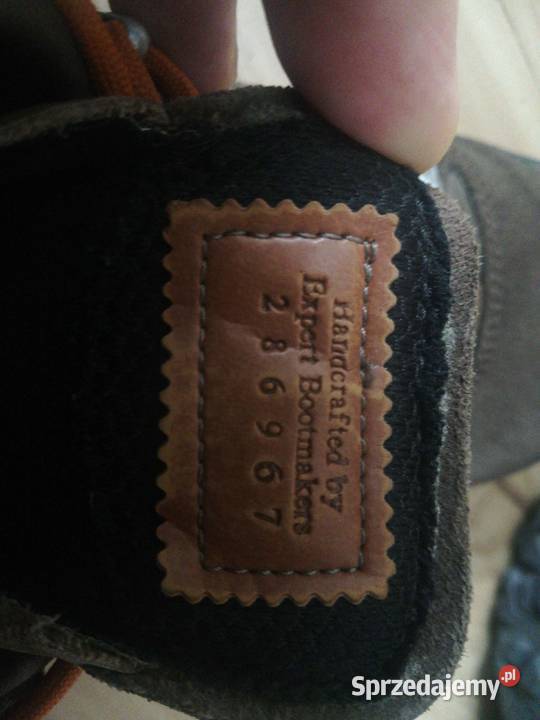 Handcrafted by
Expert Bootmakers
286967
Sprzedajemy.pl